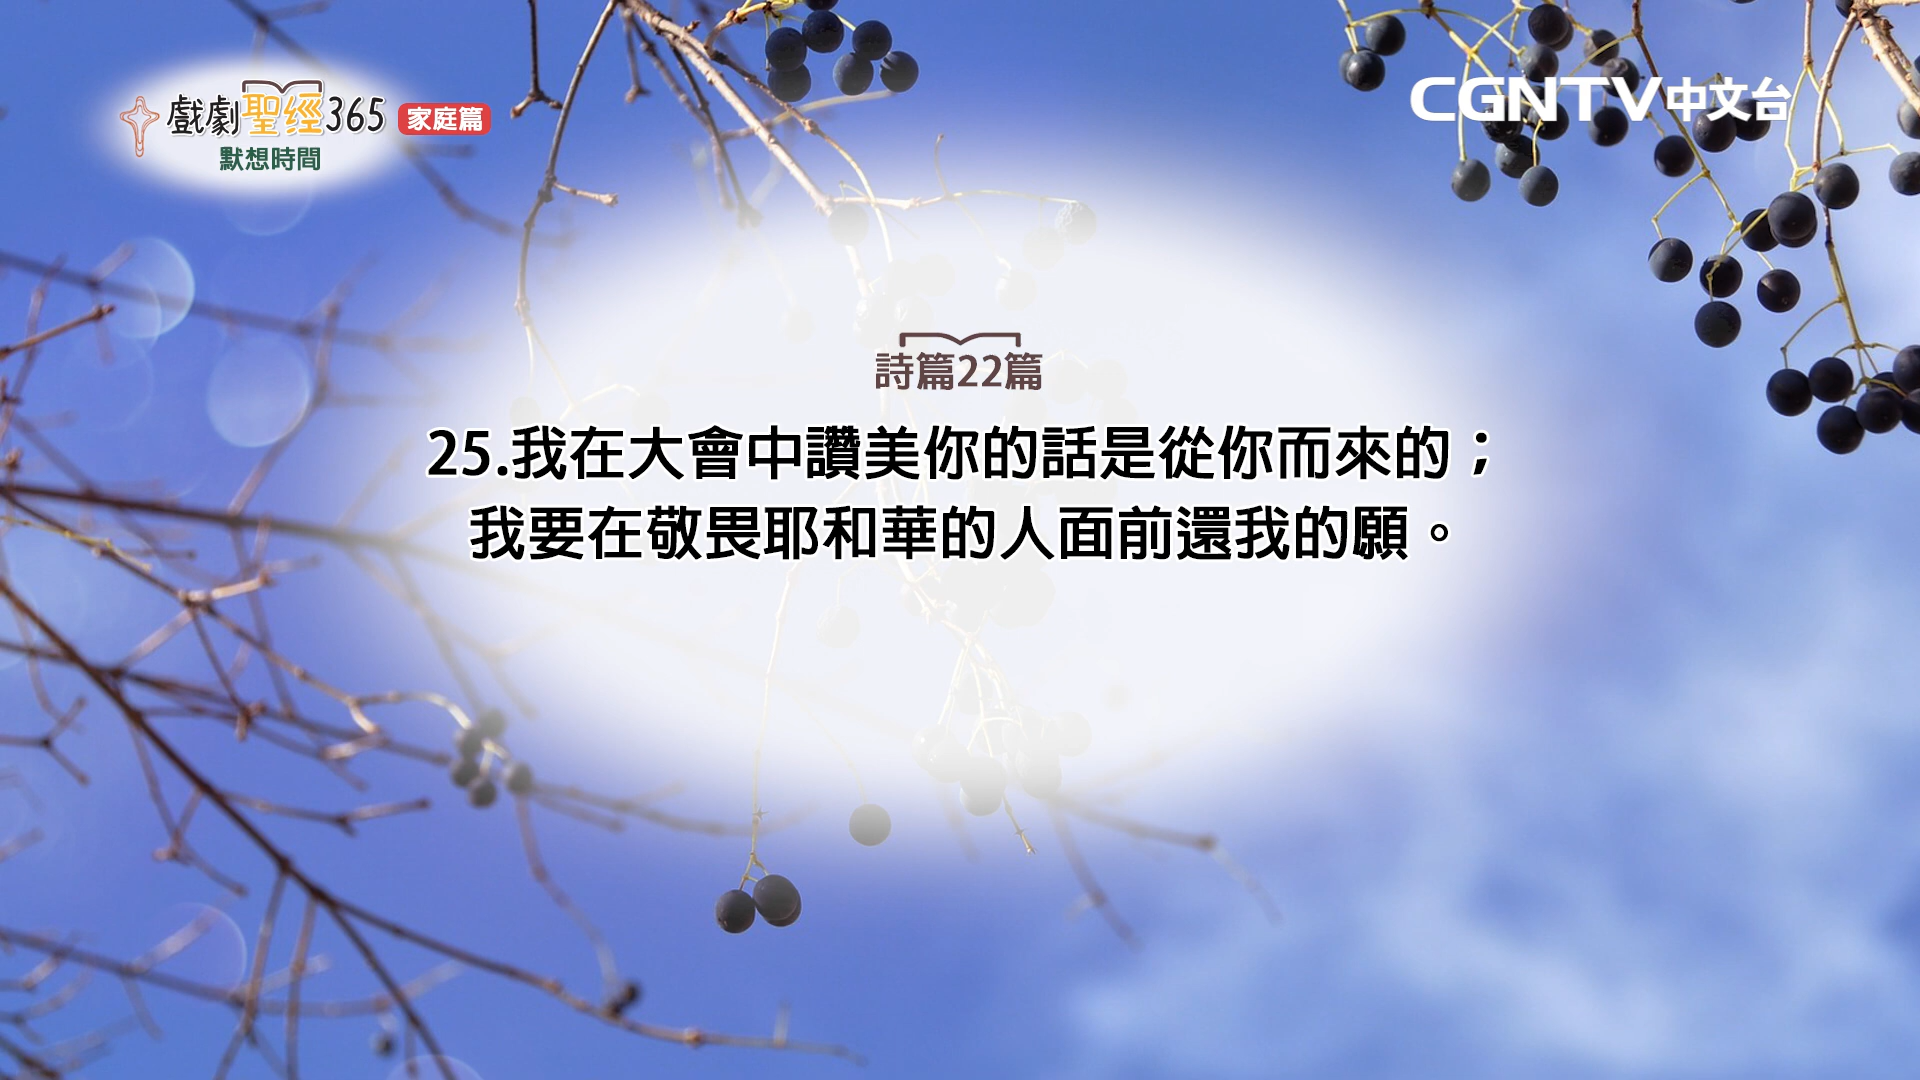 戲劇聖經365 家庭篇
默想時間
CGNTV中文台
詩篇22篇
25.我在大會中讚美你的話是從你而來的；
我要在敬畏耶和華的人面前還我的願。